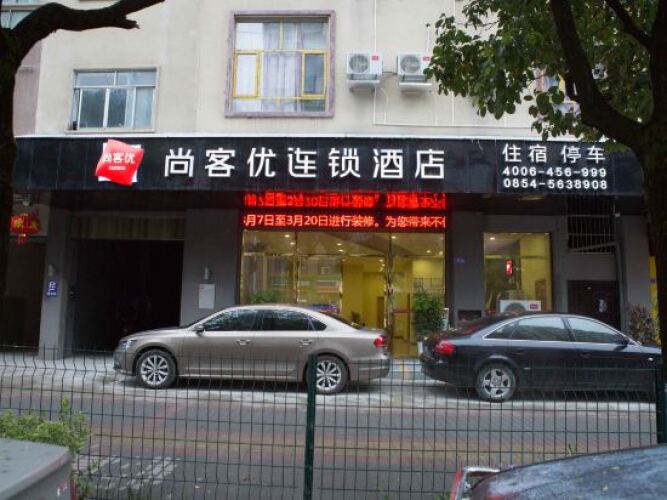 尚客优
尚客优连锁酒店
住宿 停车
4006-456-999
0854-5638908
月7日至3月20日进行装修。为您带来不